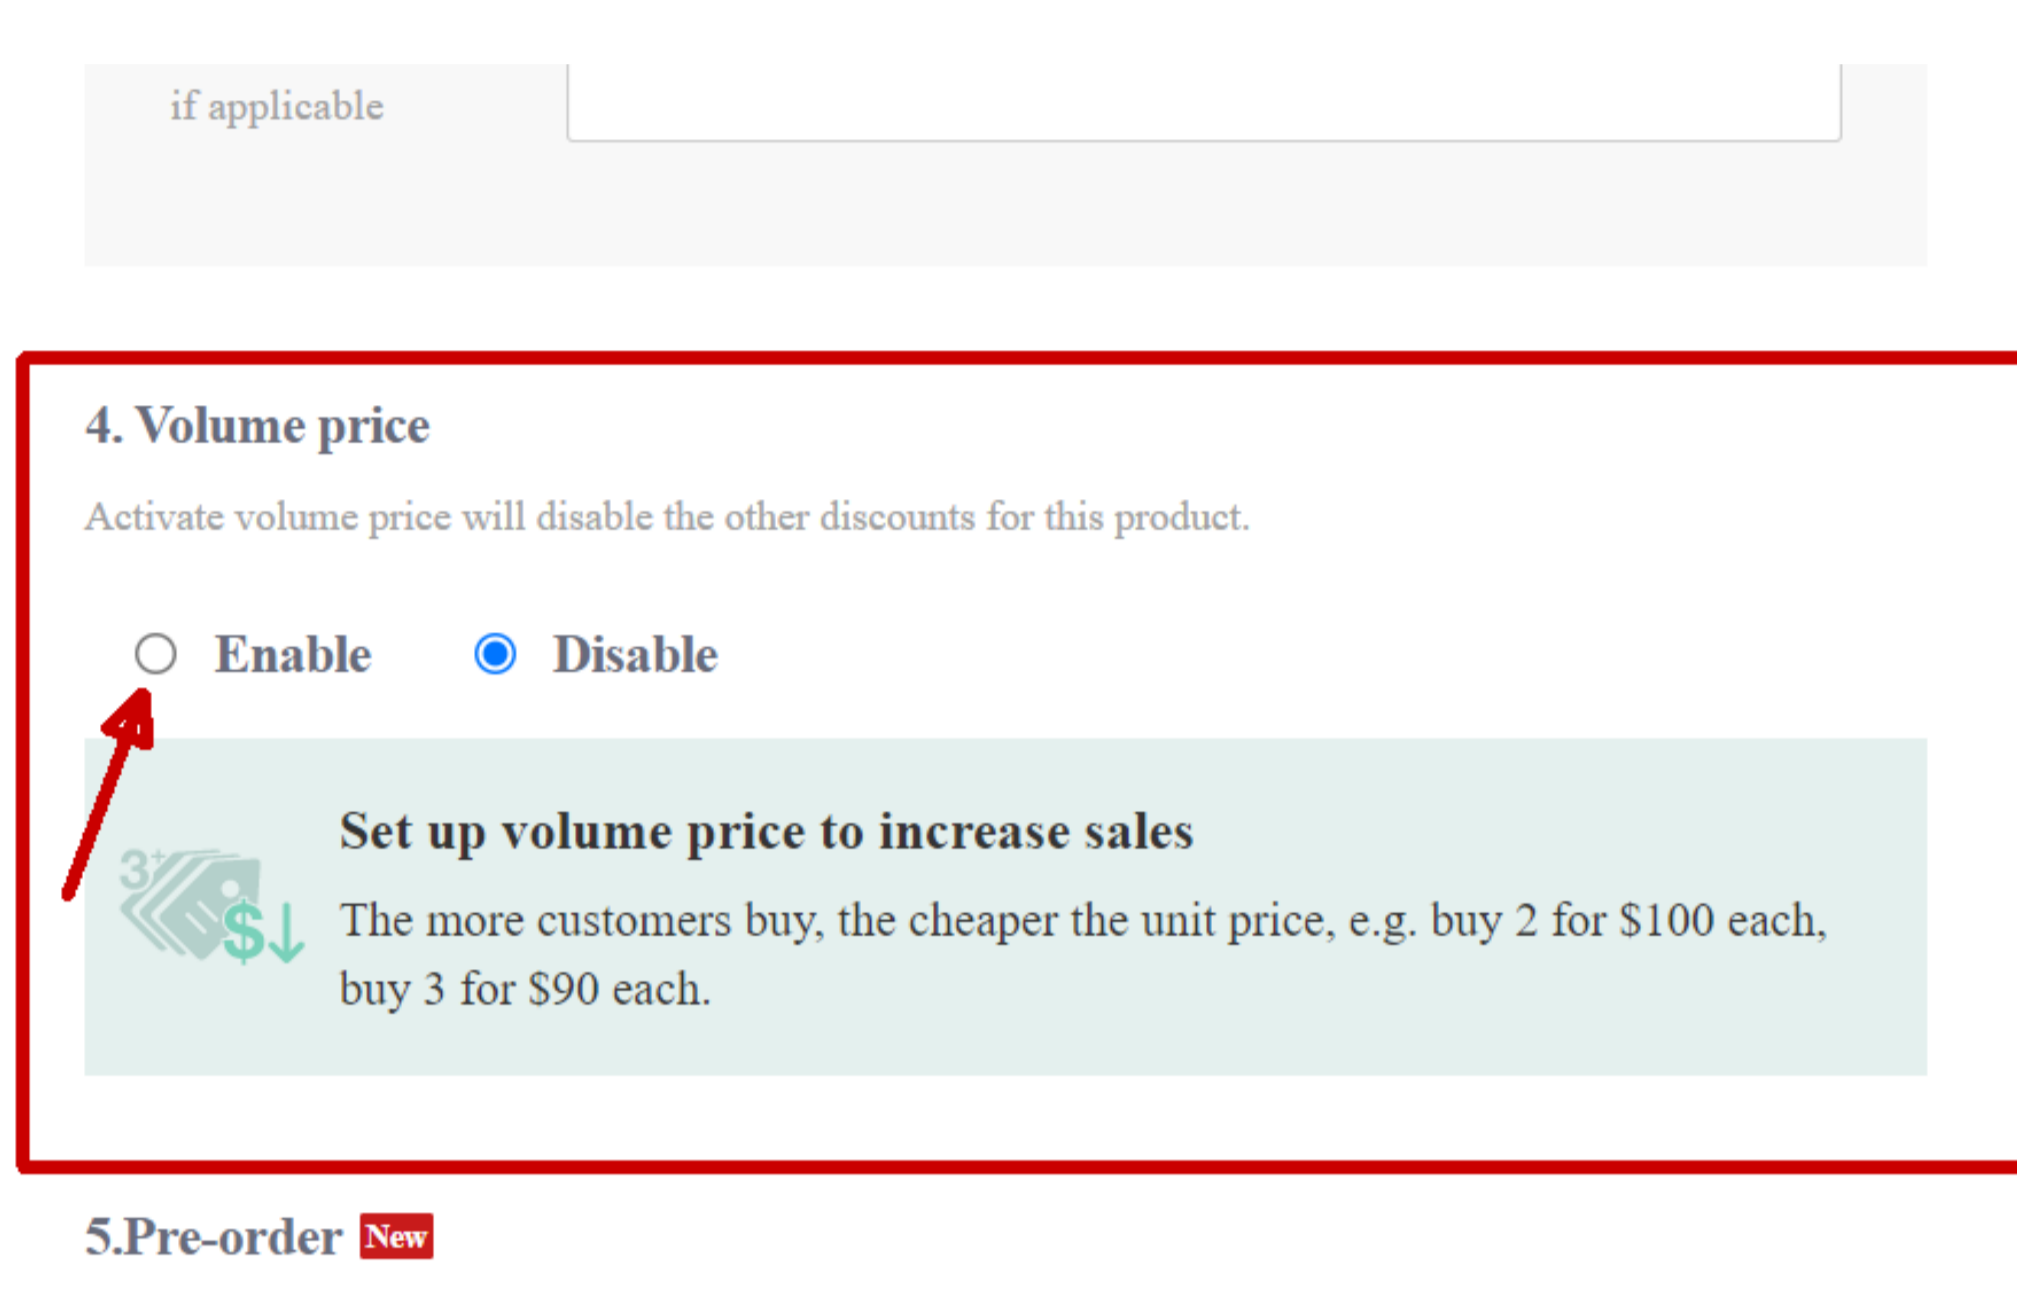 if applicable
4. Volume price
Activate volume price will disable the other discounts for this product.
Enable Disable
Set up volume price to increase sales
3+
$
The more customers buy, the cheaper the unit price, e.g. buy 2 for $100 each,
buy 3 for $90 each.
5.Pre-order New